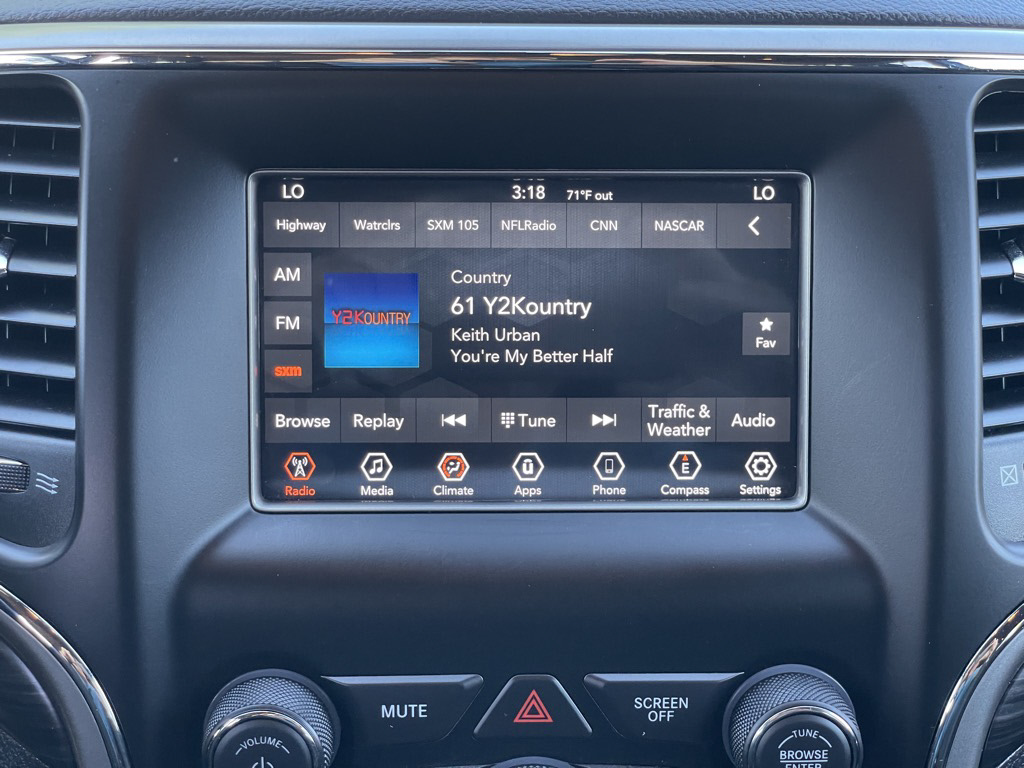 LO 3:18 71°F out LO
Highway Watrclrs SXM 105 NFLRadio CNN NASCAR
AM
FM
sxm
Y2KOUNTRY
Country
61 Y2Kountry
Keith Urban
You're My Better Half
Fav
Browse Replay Tune Traffic & Weather Audio
Radio Media Climate Apps Phone E Compass Settings
MUTE
SCREEN
OFF
VOLUME
TUNE
BROWSE
ENTER